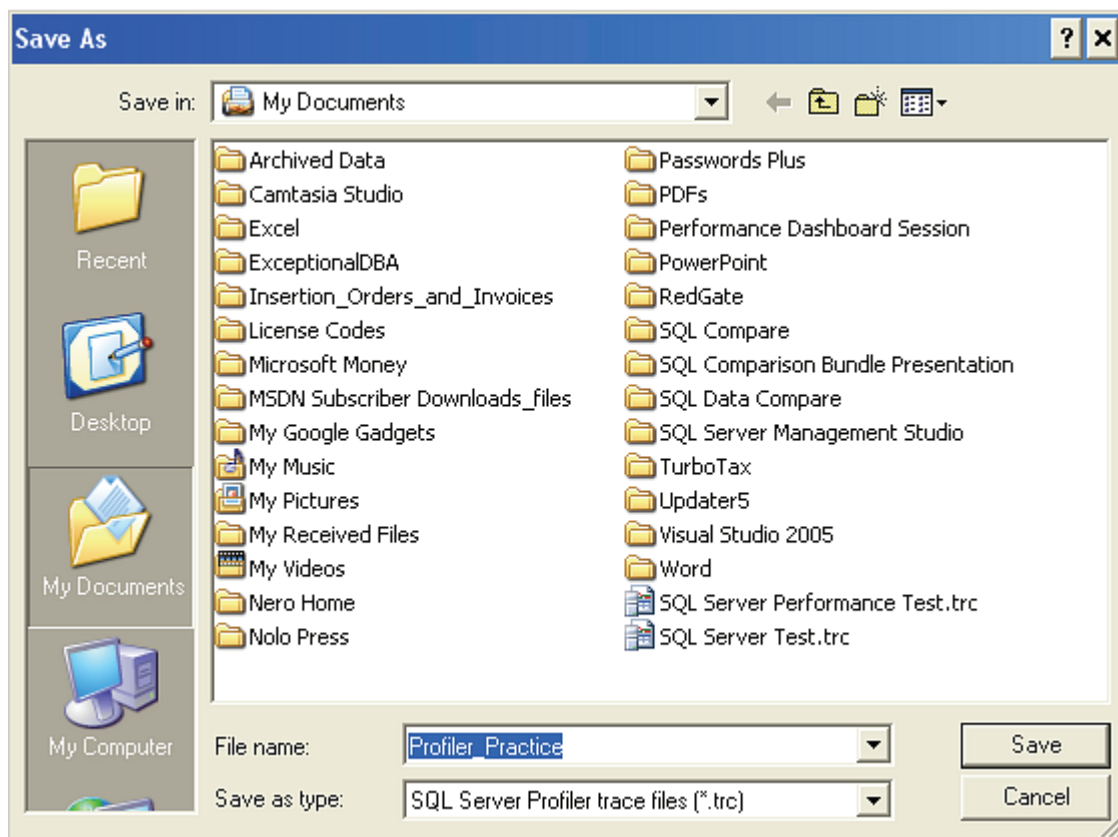 Save As
Save in: My Documents
Recent
Desktop
My Documents
My Computer
Archived Data
Camtasia Studio
Excel
ExceptionalDBA
Insertion_Orders_and_Invoices
License Codes
Microsoft Money
MSDN Subscriber Downloads_files
My Google Gadgets
My Music
My Pictures
My Received Files
My Videos
Nero Home
Nolo Press
Passwords Plus
PDFs
Performance Dashboard Session
PowerPoint
RedGate
SQL Compare
SQL Comparison Bundle Presentation
SQL Data Compare
SQL Server Management Studio
TurboTax
Updater5
Visual Studio 2005
Word
SQL Server Performance Test.trc
SQL Server Test.trc
File name: Profiler_Practice
Save
Save as type: SQL Server Profiler trace files (*.trc)
Cancel